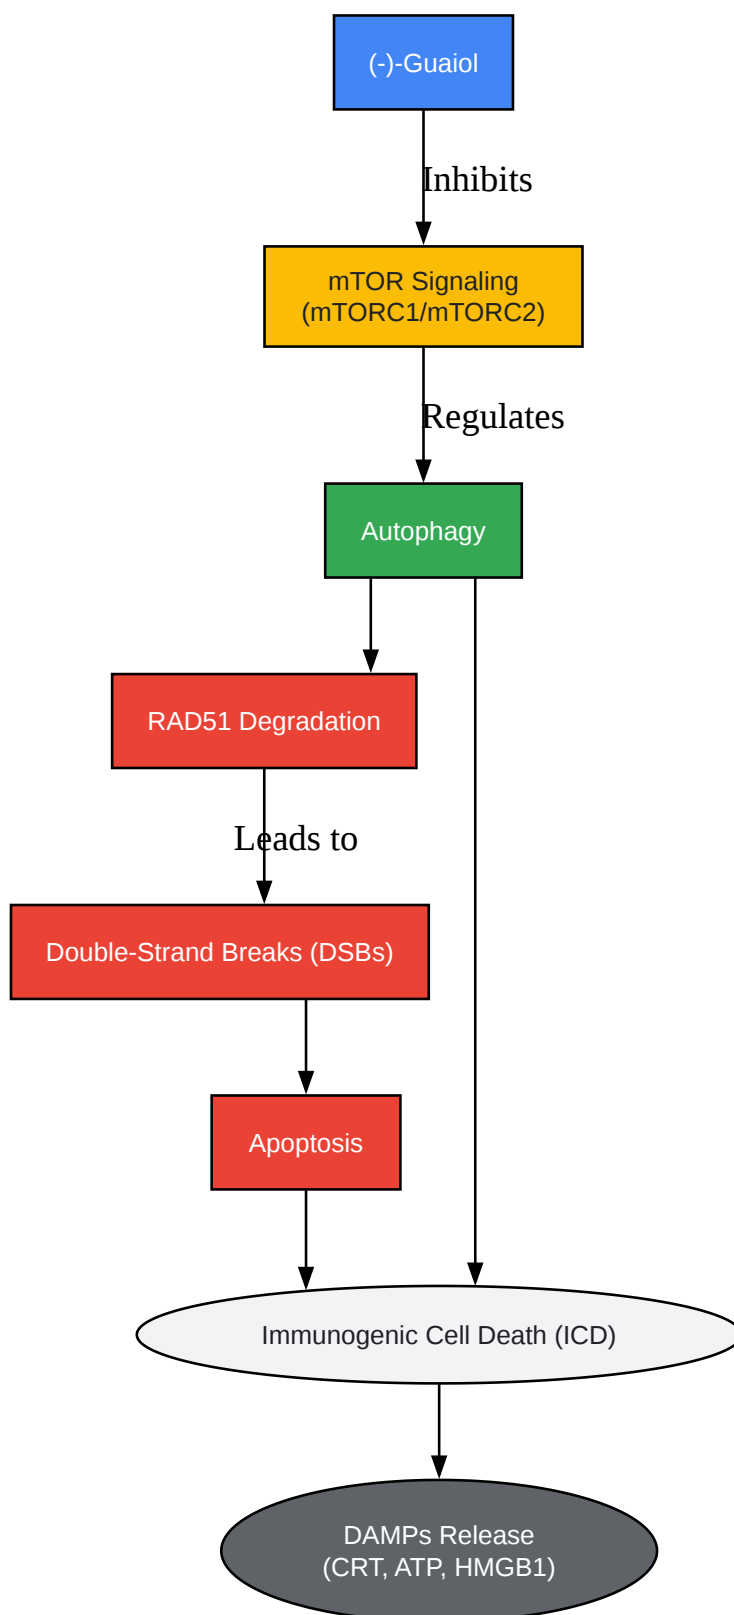 (-)-Guaiol
Inhibits
mTOR Signaling
(mTORC1/mTORC2)
Regulates
Autophagy
RAD51 Degradation
Leads to
Double-Strand Breaks (DSBs)
Apoptosis
Immunogenic Cell Death (ICD)
DAMPs Release
(CRT, ATP, HMGB1)